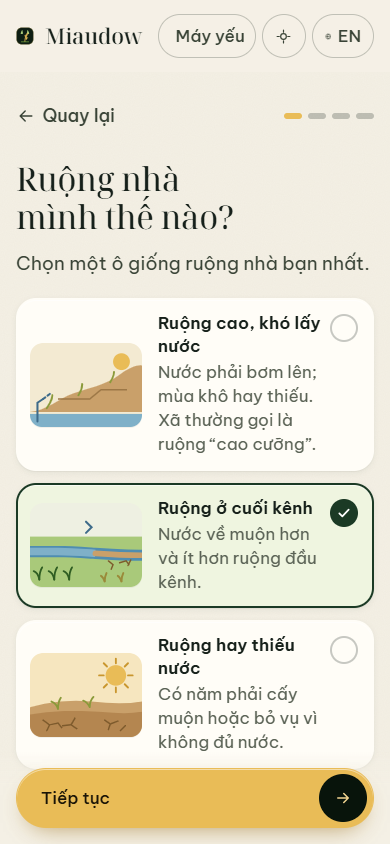 Miaudow
Máy yếu
EN
← Quay lại
Ruộng nhà
mình thế nào?
Chọn một ô giống ruộng nhà bạn nhất.
Ruộng cao, khó lấy
nước
Nước phải bơm lên;
mùa khô hay thiếu.
Xã thường gọi là
ruộng “cao cưỡng”.
Ruộng ở cuối kênh
Nước về muộn hơn
và ít hơn ruộng đầu
kênh.
Ruộng hay thiếu
nước
Có năm phải cấy
muộn hoặc bỏ vụ vì
không đủ nước.
Tiếp tục